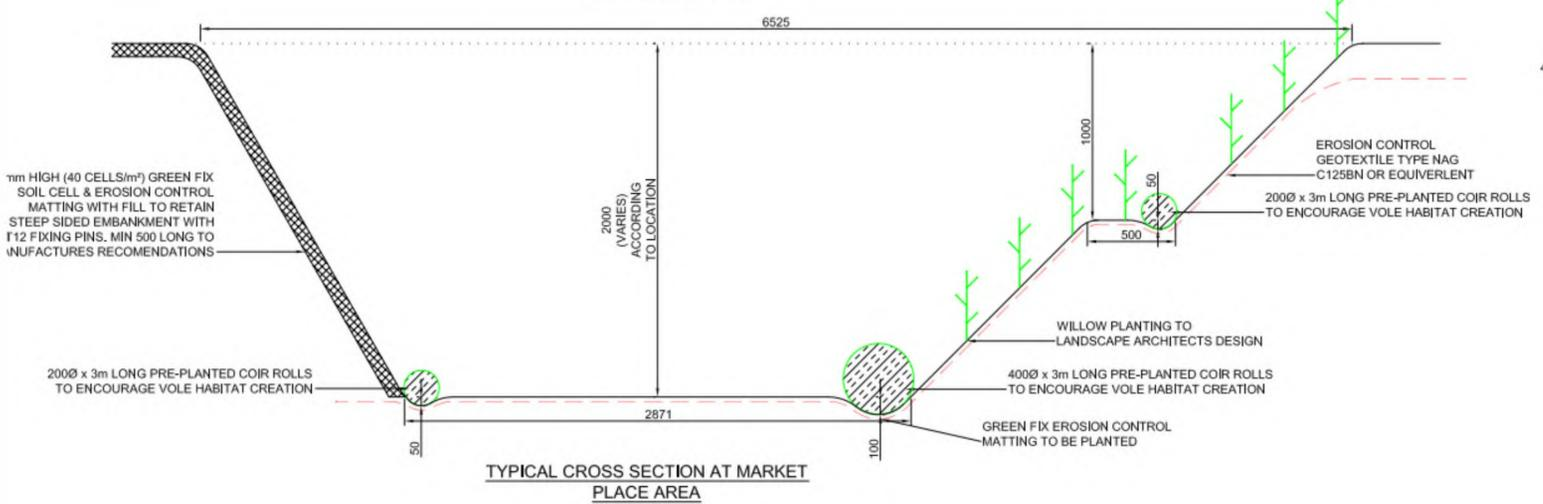 6525
mm HIGH (40 CELLS/m²) GREEN FIX
SOIL CELL & EROSION CONTROL
MATTING WITH FILL TO RETAIN
STEEP SIDED EMBANKMENT WITH
T12 FIXING PINS. MIN 500 LONG TO
ANUFACTURES RECOMENDATIONS
2000
(VARIES)
ACCORDING
TO LOCATION
1000
50
500
EROSION CONTROL
GEOTEXTILE TYPE NAG
C125BN OR EQUIVERLENT
200Ø x 3m LONG PRE-PLANTED COIR ROLLS
TO ENCOURAGE VOLE HABITAT CREATION
WILLOW PLANTING TO
LANDSCAPE ARCHITECTS DESIGN
200Ø x 3m LONG PRE-PLANTED COIR ROLLS
TO ENCOURAGE VOLE HABITAT CREATION
400Ø x 3m LONG PRE-PLANTED COIR ROLLS
TO ENCOURAGE VOLE HABITAT CREATION
2871
50
100
GREEN FIX EROSION CONTROL
MATTING TO BE PLANTED
TYPICAL CROSS SECTION AT MARKET
PLACE AREA